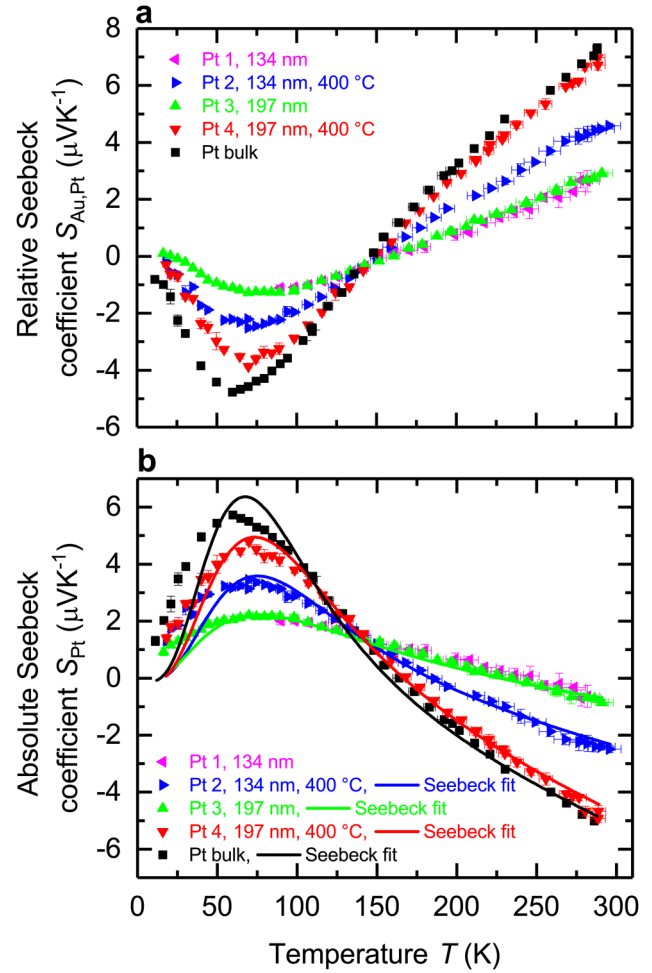 a
Relative Seebeck
coefficient S_Au,Pt (μVK⁻¹)
8
6
4
2
0
-2
-4
-6
Pt 1, 134 nm
Pt 2, 134 nm, 400 °C
Pt 3, 197 nm
Pt 4, 197 nm, 400 °C
Pt bulk
b
Absolute Seebeck
coefficient S_Pt (μVK⁻¹)
6
4
2
0
-2
-4
-6
Pt 1, 134 nm
Pt 2, 134 nm, 400 °C, Seebeck fit
Pt 3, 197 nm, Seebeck fit
Pt 4, 197 nm, 400 °C, Seebeck fit
Pt bulk, Seebeck fit
0 50 100 150 200 250 300
Temperature T (K)